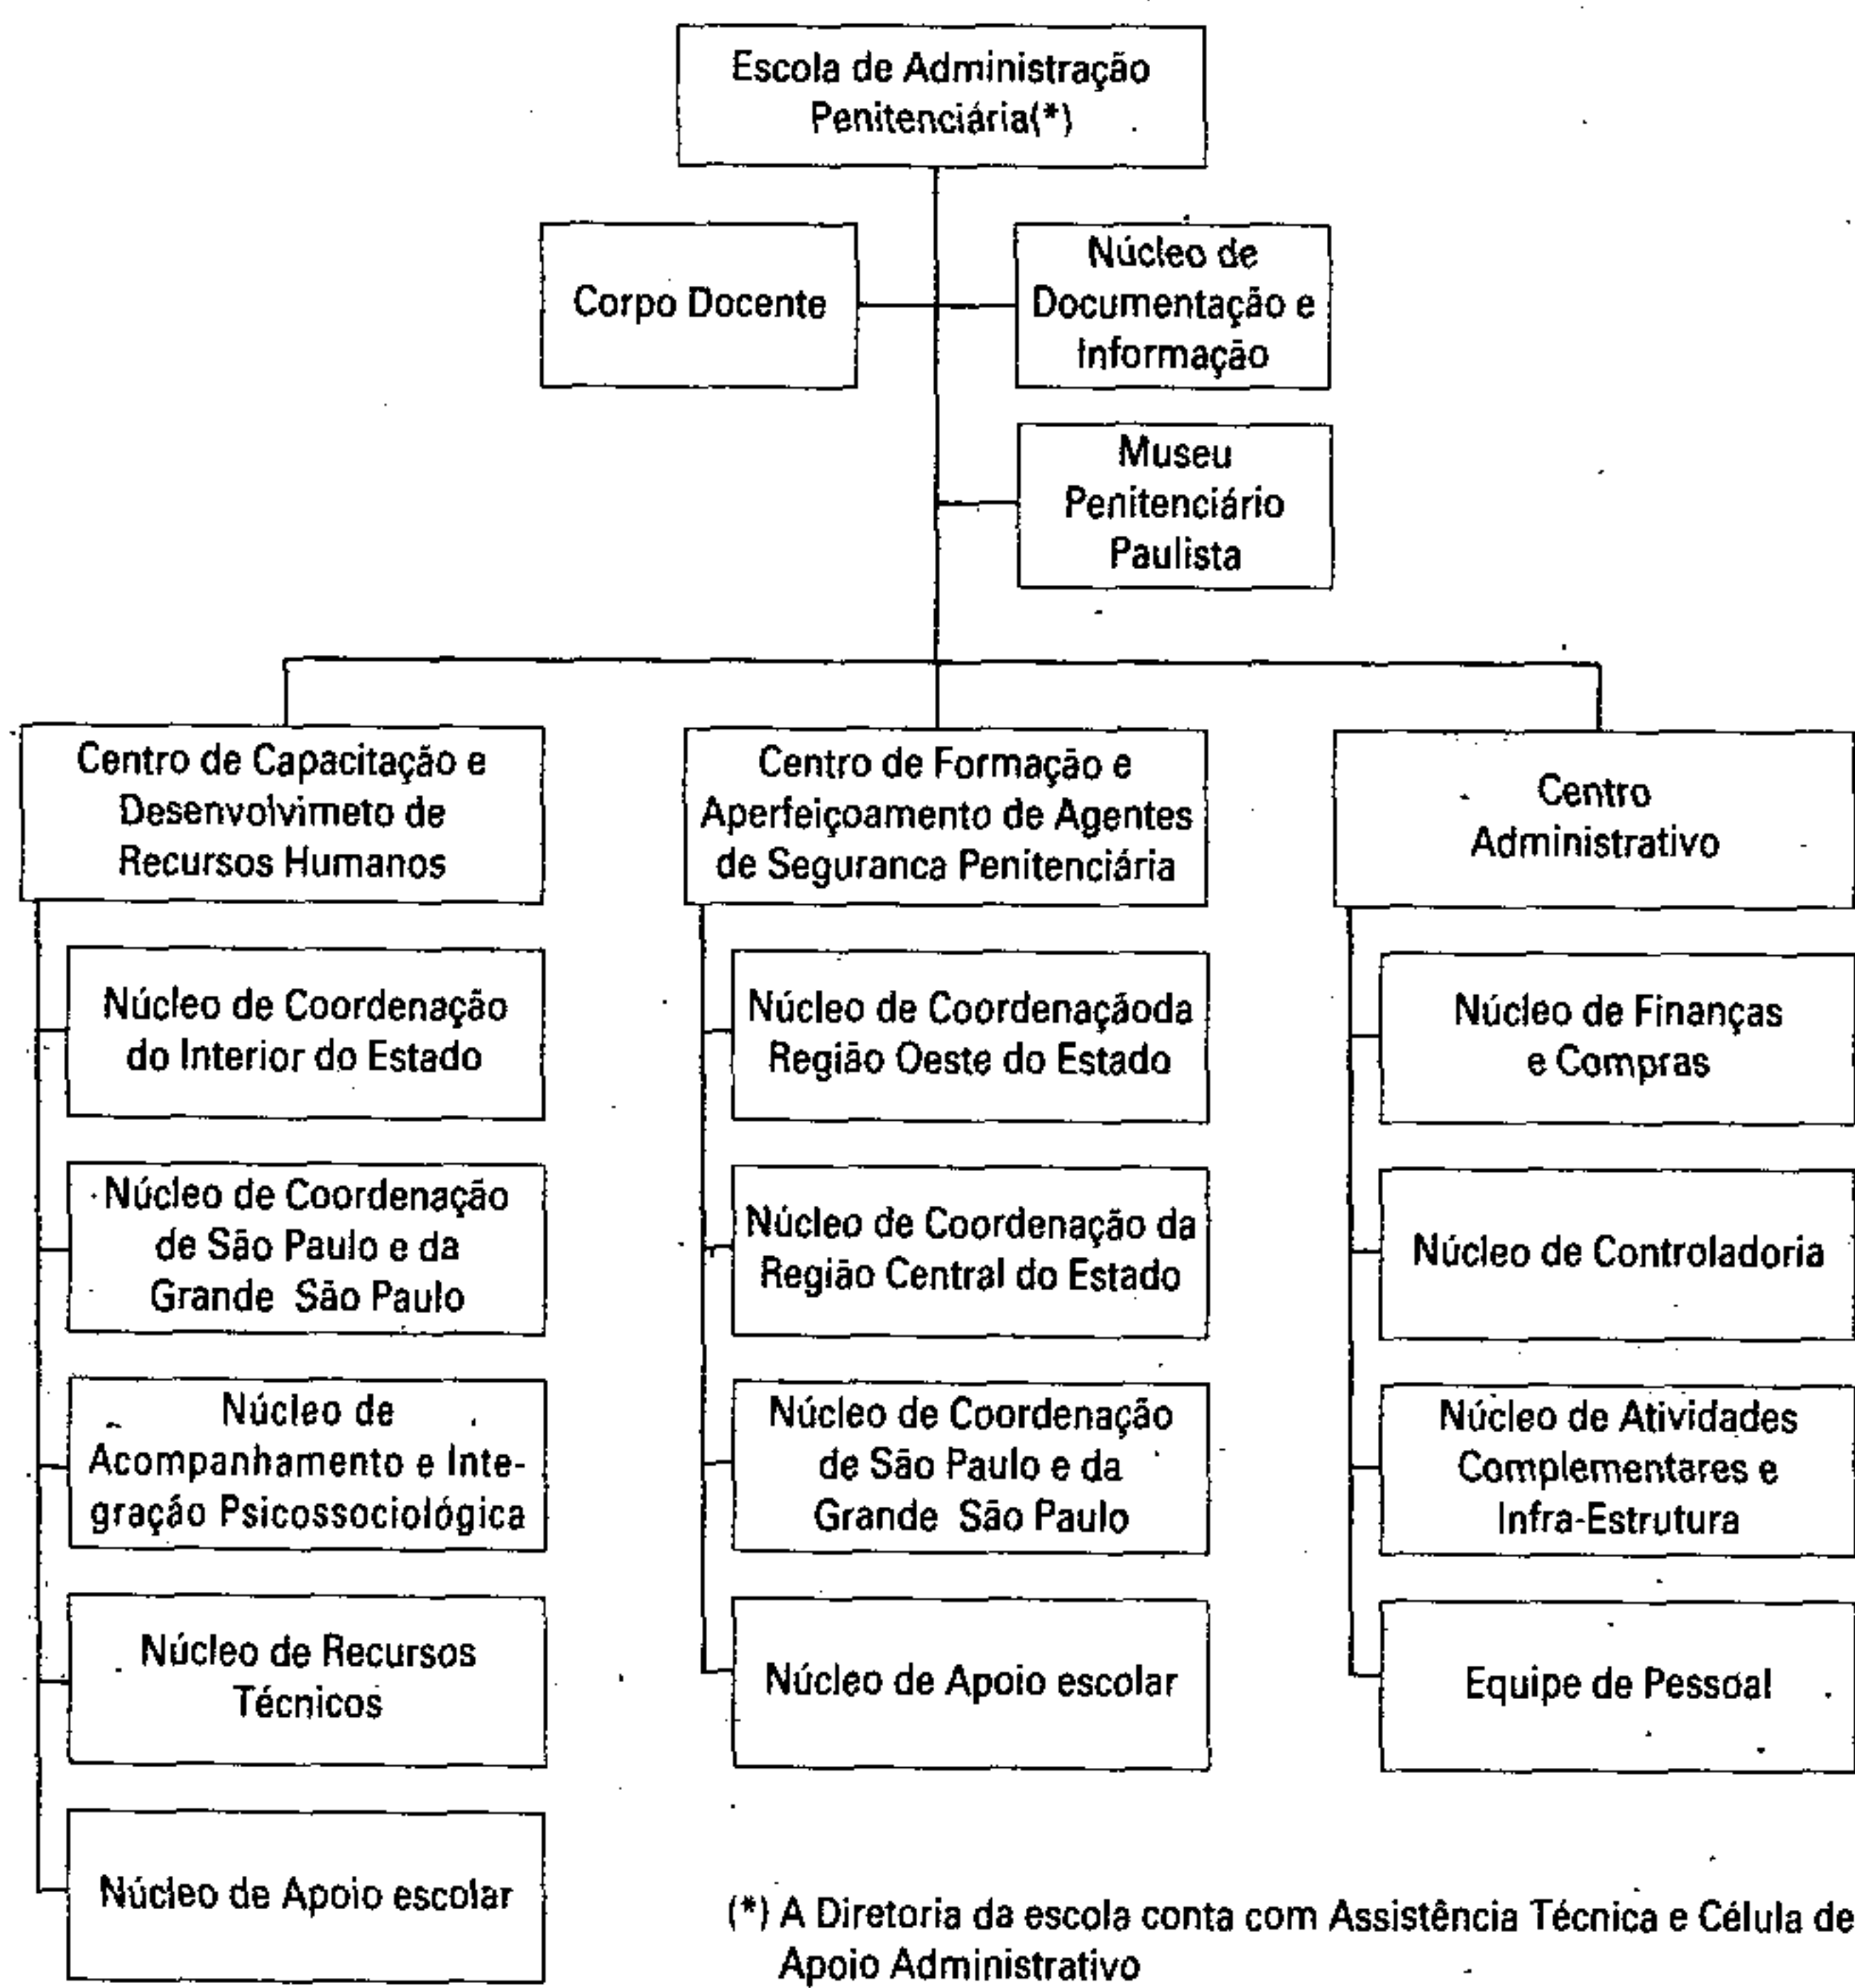 Escola de Administração
Penitenciária(*)
Corpo Docente
Núcleo de
Documentação e
Informação
Museu
Penitenciário
Paulista
Centro de Capacitação e
Desenvolvimeto de
Recursos Humanos
Núcleo de Coordenação
do Interior do Estado
Núcleo de Coordenação
de São Paulo e da
Grande São Paulo
Núcleo de
Acompanhamento e Inte-
gração Psicossociológica
Núcleo de Recursos
Técnicos
Núcleo de Apoio escolar
Centro de Formação e
Aperfeiçoamento de Agentes
de Seguranca Penitenciária
Núcleo de Coordenaçãoda
Região Oeste do Estado
Núcleo de Coordenação da
Região Central do Estado
Núcleo de Coordenação
de São Paulo e da
Grande São Paulo
Núcleo de Apoio escolar
Centro
Administrativo
Núcleo de Finanças
e Compras
Núcleo de Controladoria
Núcleo de Atividades
Complementares e
Infra-Estrutura
Equipe de Pessoal
(*) A Diretoria da escola conta com Assistência Técnica e Célula de
Apoio Administrativo